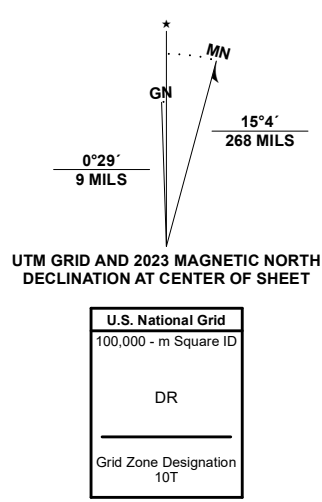 ★
MN
GN
15°4´
268 MILS
0°29´
9 MILS
UTM GRID AND 2023 MAGNETIC NORTH
DECLINATION AT CENTER OF SHEET
U.S. National Grid
100,000 - m Square ID
DR
Grid Zone Designation
10T